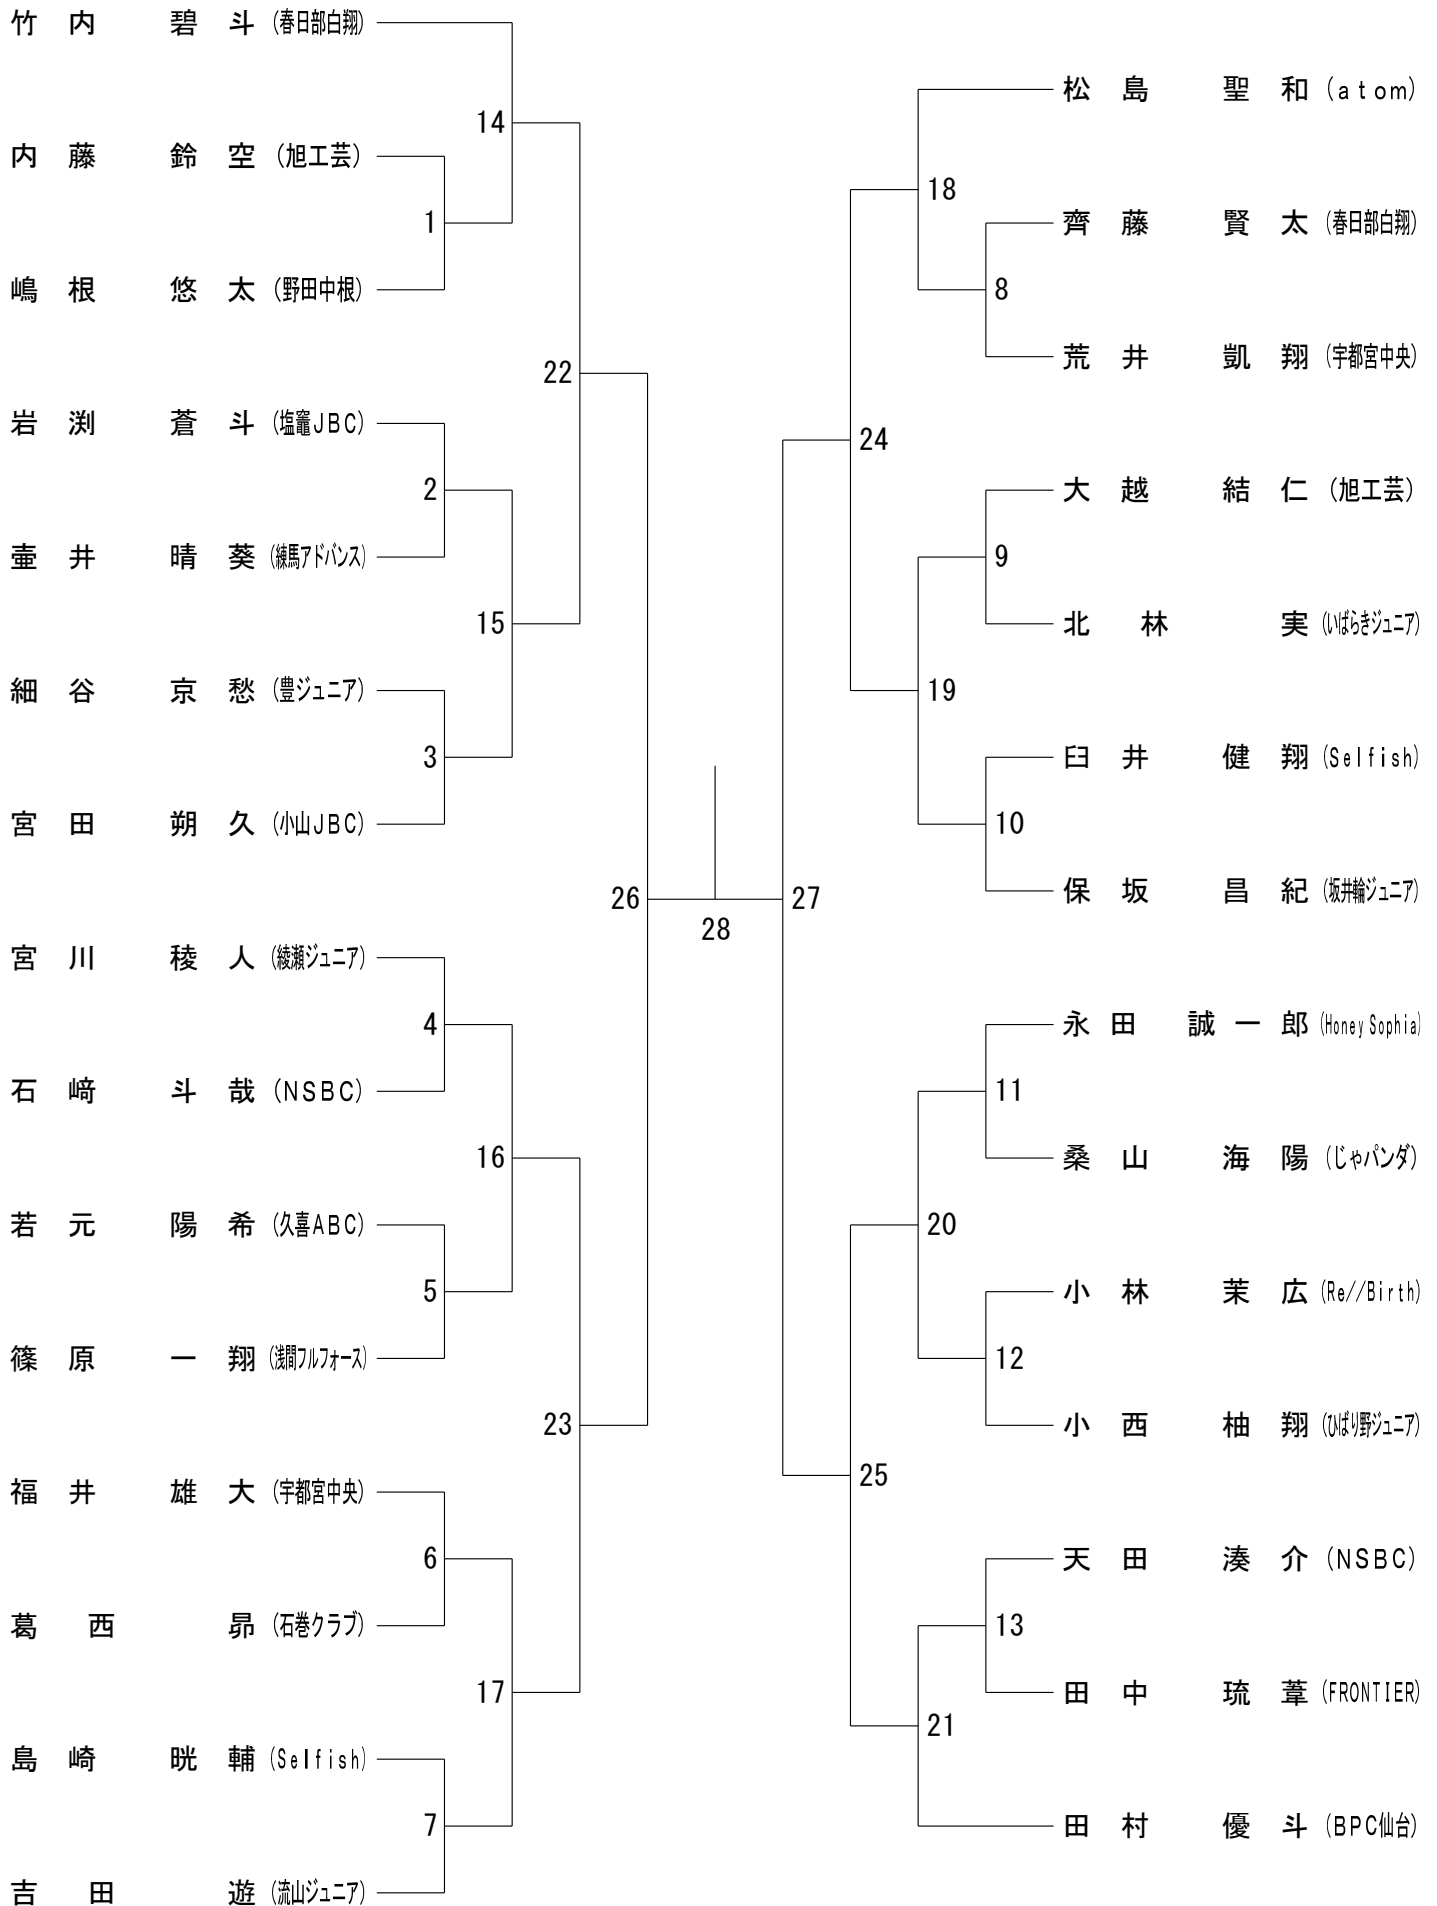 竹内 碧斗 (春日部白翔)
14
内藤 鈴空 (旭工芸)
1
嶋根 悠太 (野田中根)
22
岩渕 蒼斗 (塩竈JBC)
2
壷井 晴葵 (練馬アドバンス)
15
細谷 京愁 (豊ジュニア)
3
宮田 朔久 (小山JBC)
26
宮川 稜人 (綾瀬ジュニア)
4
石﨑 斗哉 (NSBC)
16
若元 陽希 (久喜ABC)
5
篠原 一翔 (浅間フルフォース)
23
福井 雄大 (宇都宮中央)
6
葛西 昴 (石巻クラブ)
17
島崎 晄輔 (Selfish)
7
吉田 遊 (流山ジュニア)
28
松島 聖和 (atom)
18
齊藤 賢太 (春日部白翔)
8
荒井 凱翔 (宇都宮中央)
24
大越 結仁 (旭工芸)
9
北林 実 (いばらきジュニア)
19
臼井 健翔 (Selfish)
10
保坂 昌紀 (坂井輪ジュニア)
27
永田 誠一郎 (Honey Sophia)
11
桑山 海陽 (じゃパンダ)
20
小林 茉広 (Re//Birth)
12
小西 柚翔 (ひばり野ジュニア)
25
天田 湊介 (NSBC)
13
田中 琉葦 (FRONTIER)
21
田村 優斗 (BPC仙台)